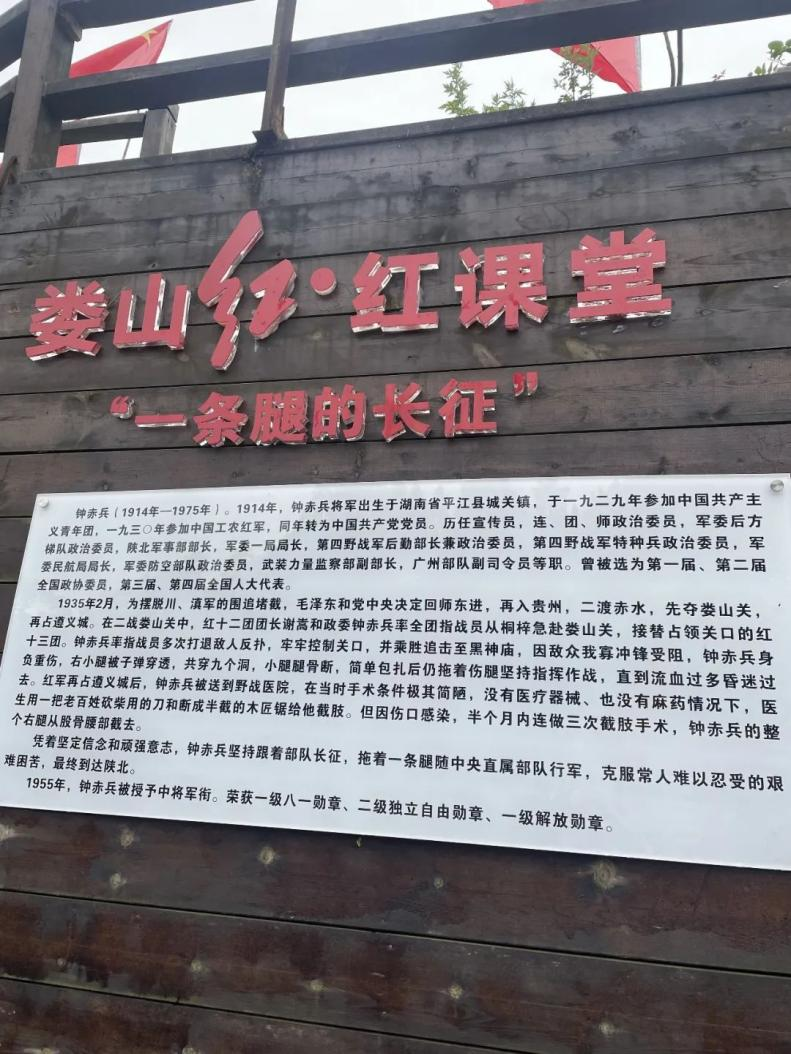 娄山红·红课堂
“一条腿的长征”
钟赤兵（1914年—1975年）。1914年，钟赤兵将军出生于湖南省平江县城关镇，于一九二九年参加中国共产主
义青年团，一九三〇年参加中国工农红军，同年转为中国共产党党员。历任宣传员，连、团、师政治委员，军委后方
梯队政治委员，陕北军事部部长，军委一局局长，第四野战军后勤部长兼政治委员，第四野战军特种兵政治委员，军
委民航局局长，军委防空部队政治委员，武装力量监察部副部长，广州部队副司令员等职。曾被选为第一届、第二届
全国政协委员，第三届、第四届全国人大代表。
1935年2月，为摆脱川、滇军的围追堵截，毛泽东和党中央决定回师东进，再入贵州，二渡赤水，先夺娄山关，
再占遵义城。在二战娄山关中，红十二团团长谢嵩和政委钟赤兵率全团指战员从桐梓急赴娄山关，接替占领关口的红
十三团。钟赤兵率指战员多次打退敌人反扑，牢牢控制关口，并乘胜追击至黑神庙，因敌众我寡冲锋受阻，钟赤兵身
负重伤，右小腿被子弹穿透，共穿九个洞，小腿腿骨断，简单包扎后仍拖着伤腿坚持指挥作战，直到流血过多昏迷过
去。红军再占遵义城后，钟赤兵被送到野战医院，在当时手术条件极其简陋，没有医疗器械、也没有麻药情况下，医
生用一把老百姓砍柴用的刀和断成半截的木匠锯给他截肢。但因伤口感染，半个月内连做三次截肢手术，钟赤兵的整
个右腿从股骨腰部截去。
凭着坚定信念和顽强意志，钟赤兵坚持跟着部队长征，拖着一条腿随中央直属部队行军，克服常人难以忍受的艰
难困苦，最终到达陕北。
1955年，钟赤兵被授予中将军衔。荣获一级八一勋章、二级独立自由勋章、一级解放勋章。